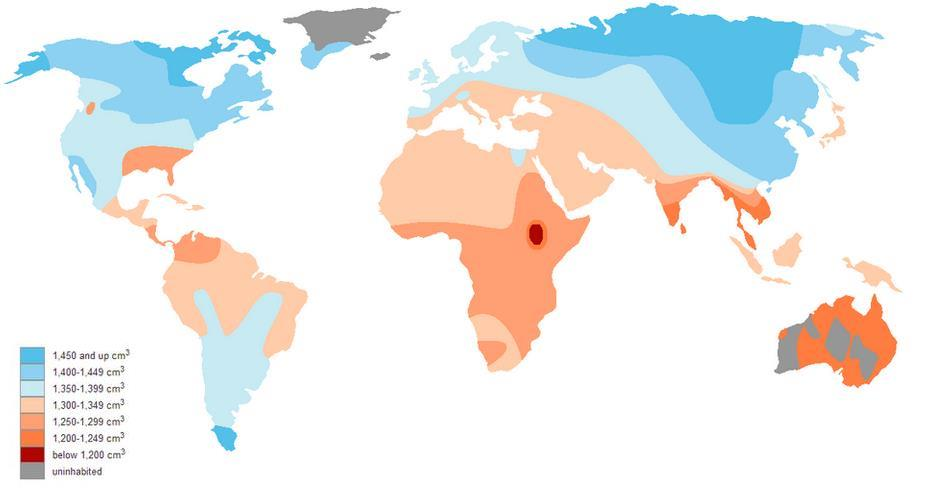 1,450 and up cm³
1,400-1,449 cm³
1,350-1,399 cm³
1,300-1,349 cm³
1,250-1,299 cm³
1,200-1,249 cm³
below 1,200 cm³
uninhabited